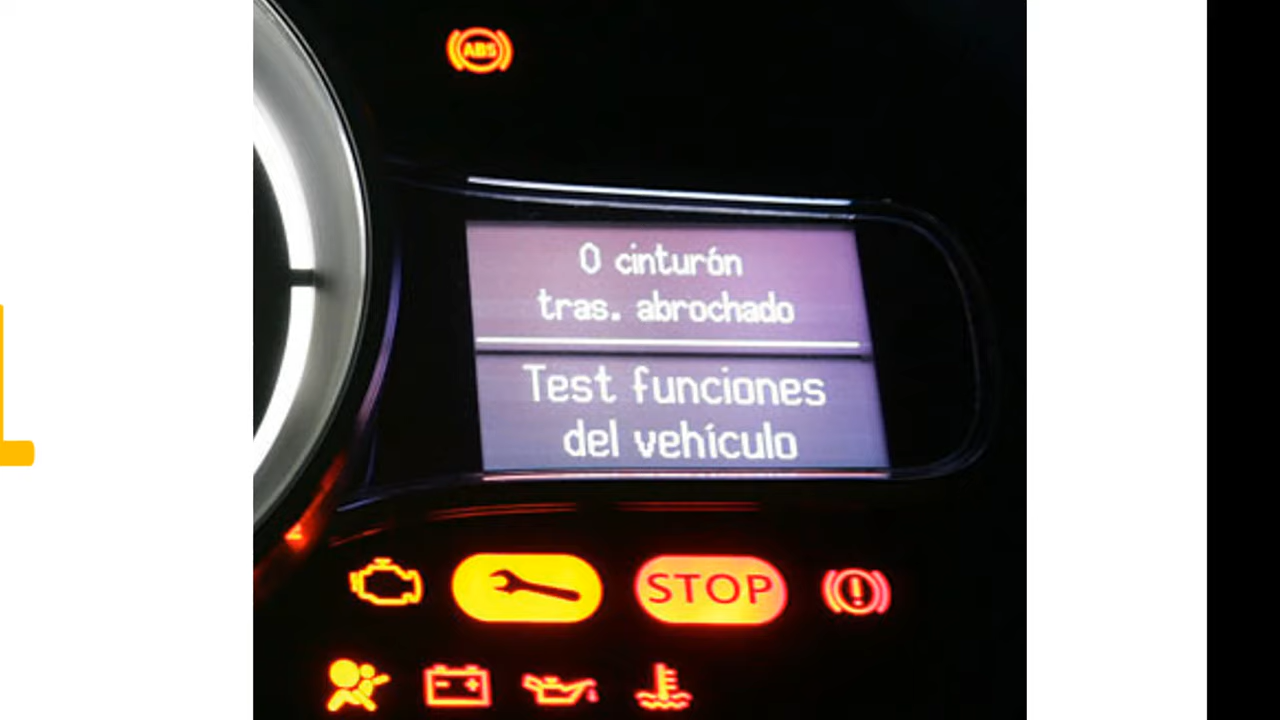 ABS
0 cinturón
tras. abrochado
Test funciones
del vehículo
STOP